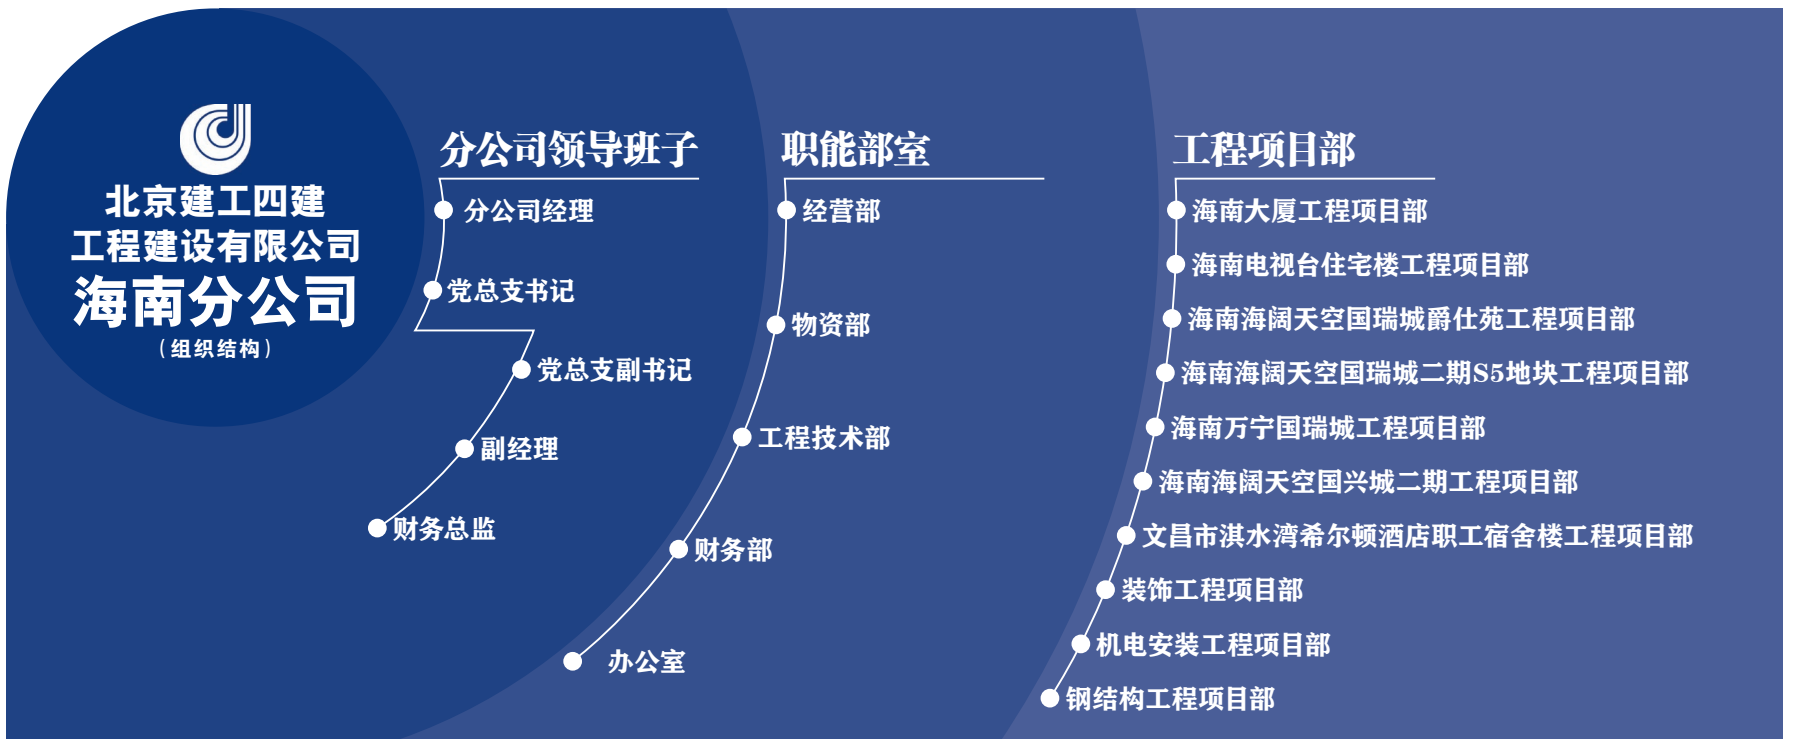 北京建工四建
工程建设有限公司
海南分公司
(组织结构)
分公司领导班子
分公司经理
党总支书记
党总支副书记
副经理
财务总监
职能部室
经营部
物资部
工程技术部
财务部
办公室
工程项目部
海南大厦工程项目部
海南电视台住宅楼工程项目部
海南海阔天空国瑞城爵仕苑工程项目部
海南海阔天空国瑞城二期S5地块工程项目部
海南万宁国瑞城工程项目部
海南海阔天空国兴城二期工程项目部
文昌市淇水湾希尔顿酒店职工宿舍楼工程项目部
装饰工程项目部
机电安装工程项目部
钢结构工程项目部